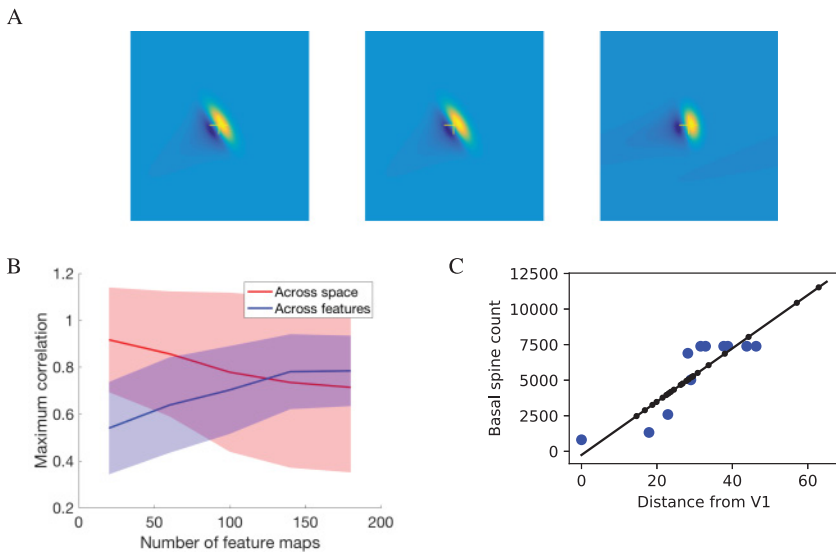 A
B
1.2
1
0.8
0.6
0.4
0.2
Maximum correlation
Across space
Across features
0
50
100
150
200
Number of feature maps
C
12500
10000
7500
5000
2500
0
Basal spine count
0
20
40
60
Distance from V1